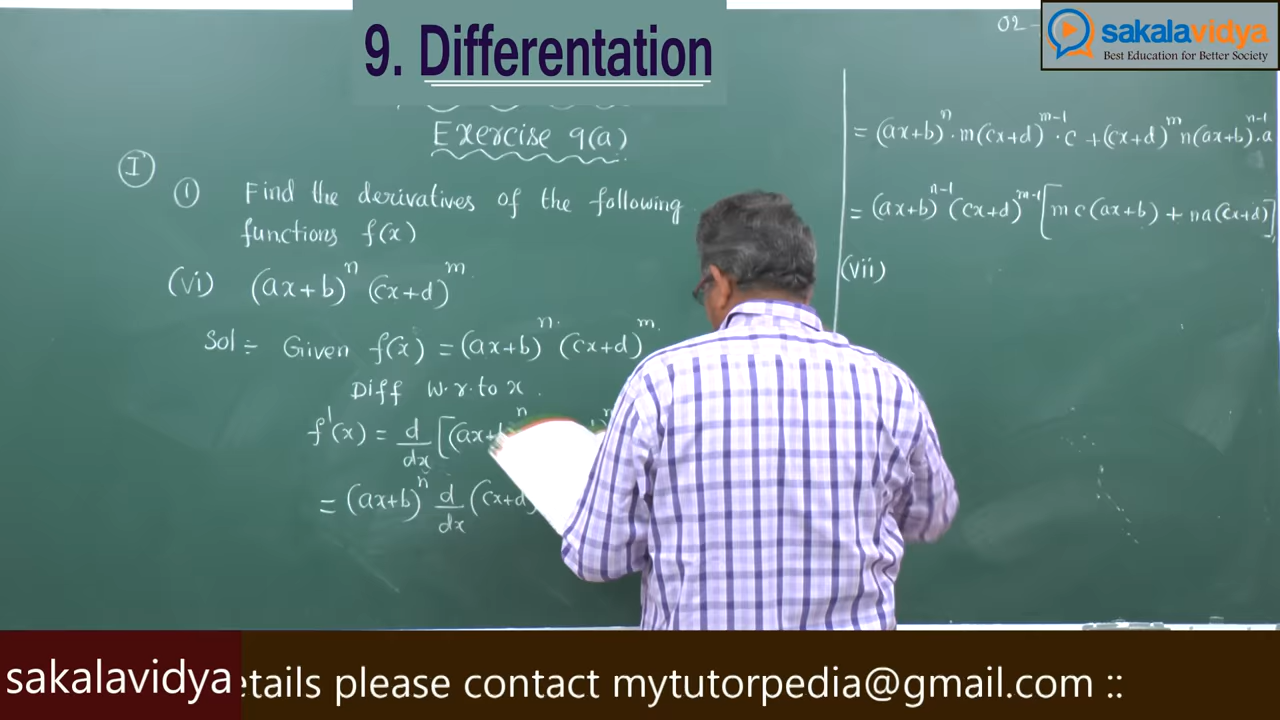 9. Differentation
02 -
sakalavidya
Best Education for Better Society
Exercise 9(a)
I
① Find the derivatives of the following
functions f(x)
(vi) (ax+b)^n (cx+d)^m
Sol:- Given f(x) = (ax+b)^n (cx+d)^m
Diff w.r.to x.
f'(x) = d/dx [(ax+b)^n
= (ax+b)^n d/dx (cx+d)
= (ax+b)^n . m(cx+d)^m-1 . c + (cx+d)^m n(ax+b)^n-1 . a
= (ax+b)^n-1 (cx+d)^m-1 [mc(ax+b) + na(cx+d)]
(vii)
sakalavidya etails please contact mytutorpedia@gmail.com ::